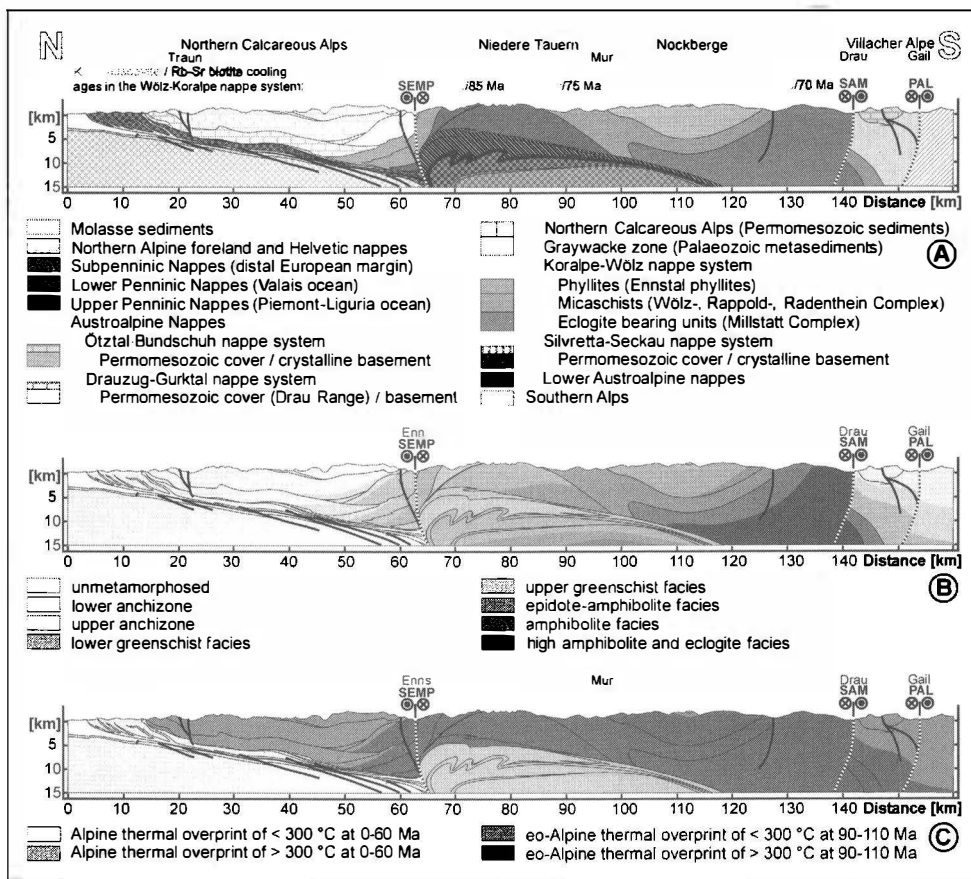 N
Northern Calcareous Alps
Niedere Tauern
Nockberge
Villacher Alpe
S
Traun
Mur
Drau
Gail
/ Rb-Sr biotite cooling
ages in the Wölz-Koralpe nappe system:
SEMP
/85 Ma
/75 Ma
/70 Ma
SAM
PAL
[km]
5
10
15
0 10 20 30 40 50 60 70 80 90 100 110 120 130 140 Distance [km]
Molasse sediments
Northern Alpine foreland and Helvetic nappes
Subpenninic Nappes (distal European margin)
Lower Penninic Nappes (Valais ocean)
Upper Penninic Nappes (Piemont-Liguria ocean)
Austroalpine Nappes
Ötztal-Bundschuh nappe system
Permomesozoic cover / crystalline basement
Drauzug-Gurktal nappe system
Permomesozoic cover (Drau Range) / basement
Northern Calcareous Alps (Permomesozoic sediments)
Graywacke zone (Palaeozoic metasediments)
Koralpe-Wölz nappe system
Phyllites (Ennstal phyllites)
Micaschists (Wölz-, Rappold-, Radenthein Complex)
Eclogite bearing units (Millstatt Complex)
Silvretta-Seckau nappe system
Permomesozoic cover / crystalline basement
Lower Austroalpine nappes
Southern Alps
A
Enn
SEMP
Drau
SAM
Gail
PAL
[km]
5
10
15
0 10 20 30 40 50 60 70 80 90 100 110 120 130 140 Distance [km]
unmetamorphosed
lower anchizone
upper anchizone
lower greenschist facies
upper greenschist facies
epidote-amphibolite facies
amphibolite facies
high amphibolite and eclogite facies
B
Enns
SEMP
Mur
Drau
SAM
Gail
PAL
[km]
5
10
15
0 10 20 30 40 50 60 70 80 90 100 110 120 130 140 Distance [km]
Alpine thermal overprint of < 300 °C at 0-60 Ma
Alpine thermal overprint of > 300 °C at 0-60 Ma
eo-Alpine thermal overprint of < 300 °C at 90-110 Ma
eo-Alpine thermal overprint of > 300 °C at 90-110 Ma
C